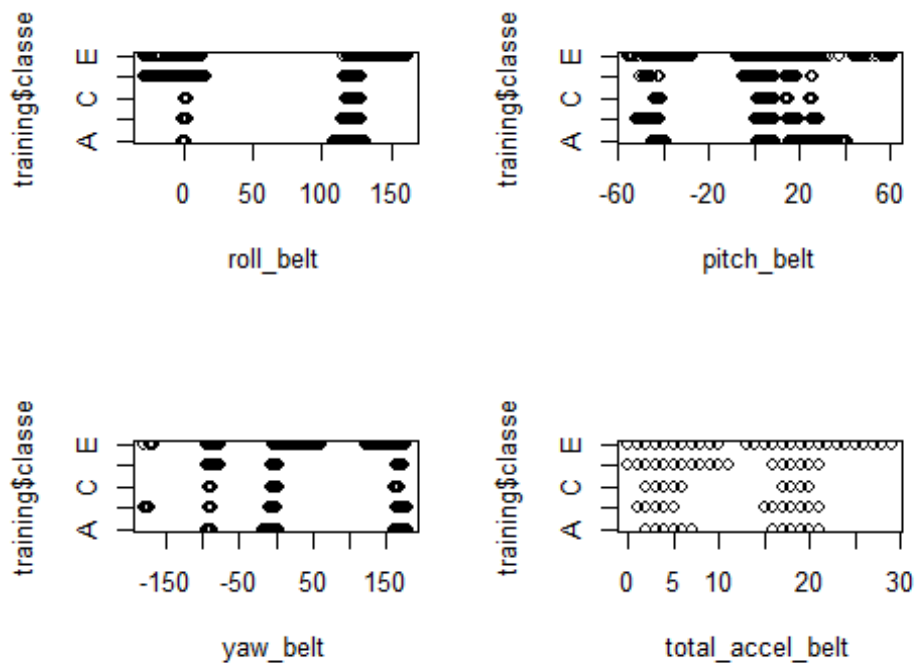 training$classe
A C E
0 50 100 150
roll_belt
training$classe
A C E
-60 -20 20 60
pitch_belt
training$classe
A C E
-150 -50 50 150
yaw_belt
training$classe
A C E
0 5 10 20 30
total_accel_belt